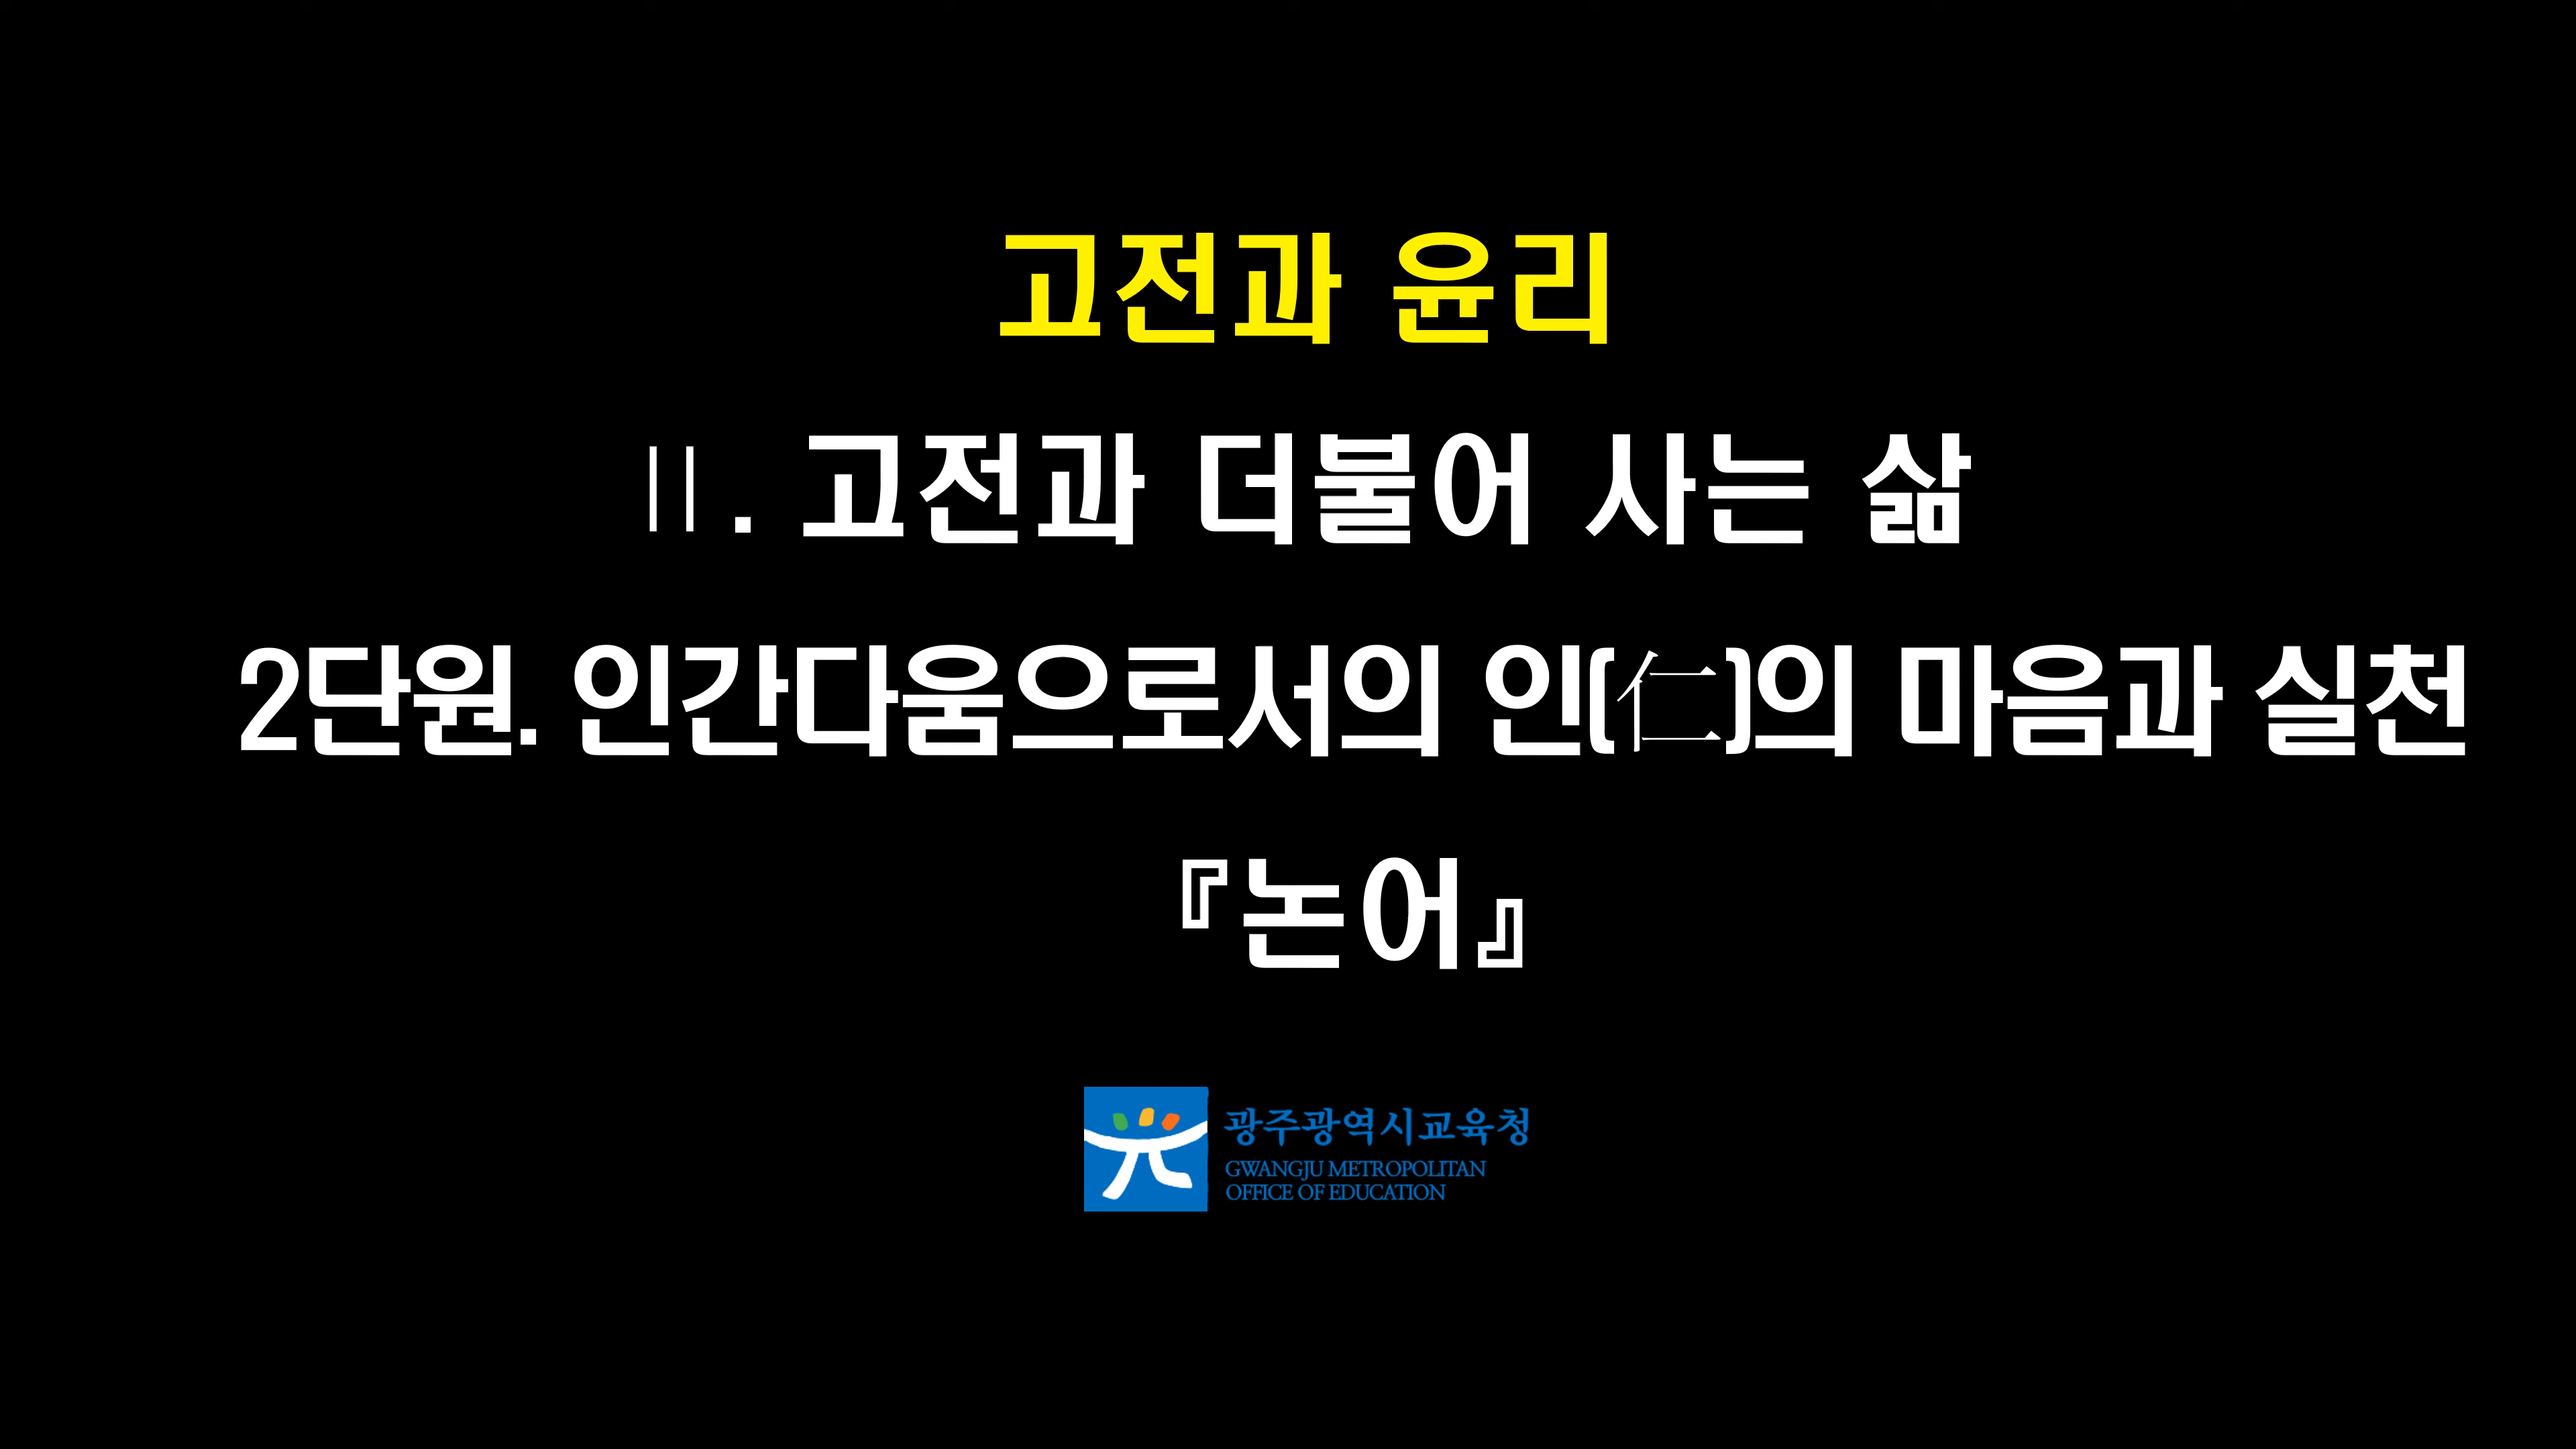 고전과 윤리
Ⅱ. 고전과 더불어 사는 삶
2단원. 인간다움으로서의 인(仁)의 마음과 실천
『논어』
광주광역시교육청
GWANGJU METROPOLITAN
OFFICE OF EDUCATION